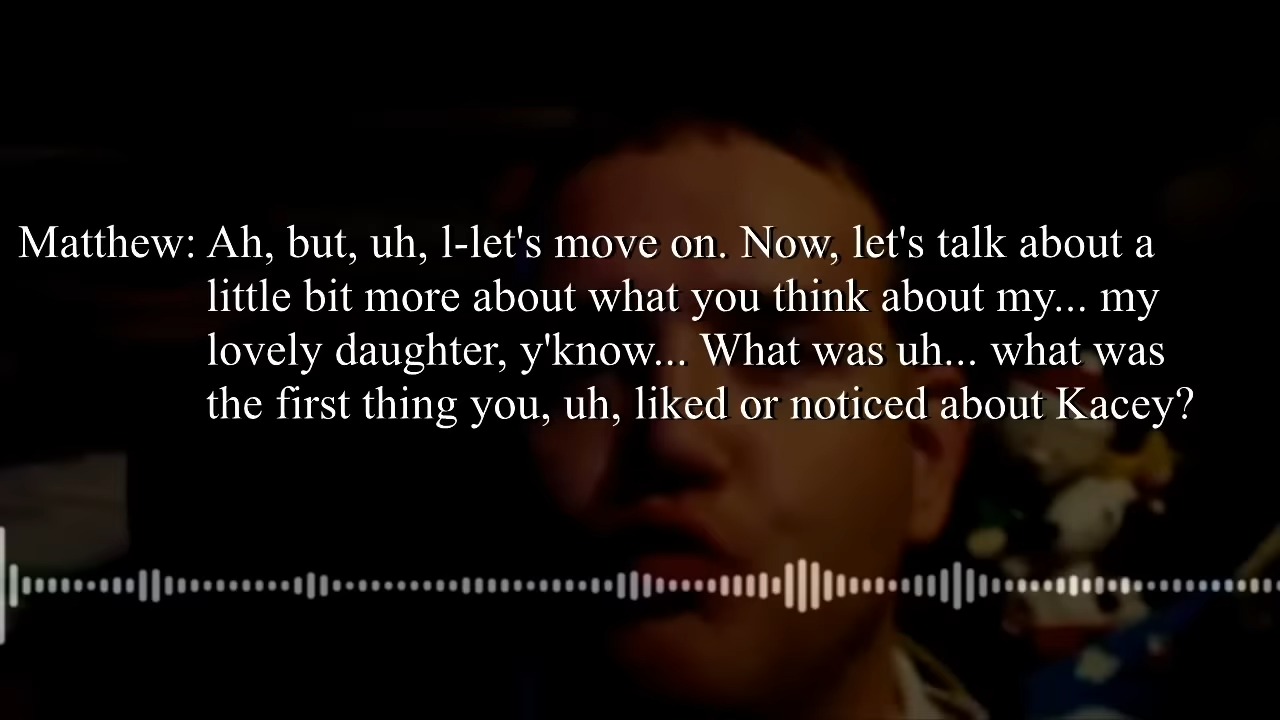 Matthew: Ah, but, uh, l-let's move on. Now, let's talk about a
little bit more about what you think about my... my
lovely daughter, y'know... What was uh... what was
the first thing you, uh, liked or noticed about Kacey?